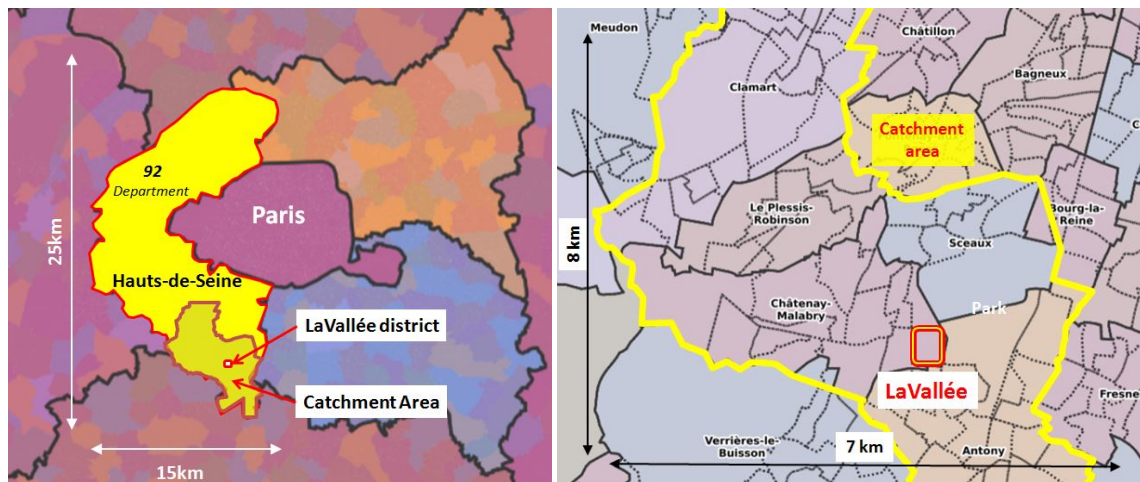 92
Department
Paris
25km
Hauts-de-Seine
LaVallée district
Catchment Area
15km
Meudon
Châtillon
Bagneux
Clamart
Catchment
area
Le Plessis-
Robinson
Bourg-la-
Reine
Sceaux
8 km
Châtenay-
Malabry
Park
LaVallée
Fresne
Verrières-le-
Buisson
7 km
Antony